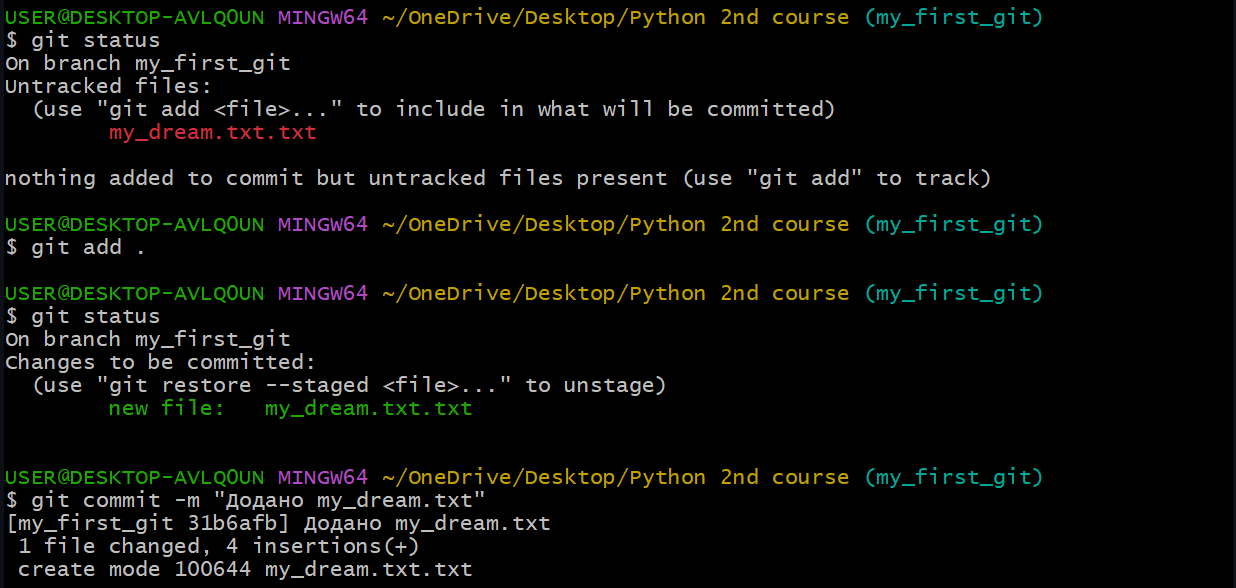 USER@DESKTOP-AVLQ0UN MINGW64 ~/OneDrive/Desktop/Python 2nd course (my_first_git)
$ git status
On branch my_first_git
Untracked files:
  (use "git add <file>..." to include in what will be committed)
        my_dream.txt.txt

nothing added to commit but untracked files present (use "git add" to track)

USER@DESKTOP-AVLQ0UN MINGW64 ~/OneDrive/Desktop/Python 2nd course (my_first_git)
$ git add .

USER@DESKTOP-AVLQ0UN MINGW64 ~/OneDrive/Desktop/Python 2nd course (my_first_git)
$ git status
On branch my_first_git
Changes to be committed:
  (use "git restore --staged <file>..." to unstage)
        new file:   my_dream.txt.txt


USER@DESKTOP-AVLQ0UN MINGW64 ~/OneDrive/Desktop/Python 2nd course (my_first_git)
$ git commit -m "Додано my_dream.txt"
[my_first_git 31b6afb] Додано my_dream.txt
 1 file changed, 4 insertions(+)
 create mode 100644 my_dream.txt.txt